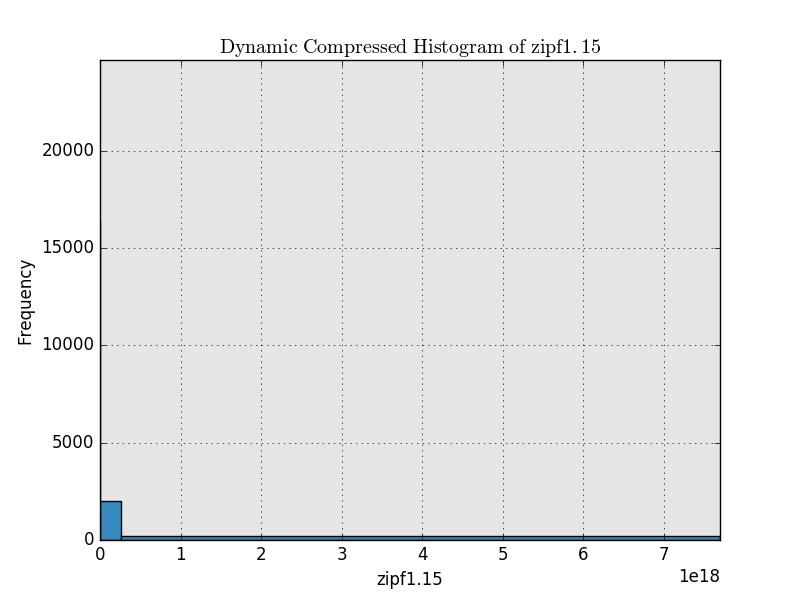 Dynamic Compressed Histogram of zipf1.15
20000
15000
10000
5000
0
Frequency
0 1 2 3 4 5 6 7
1e18
zipf1.15